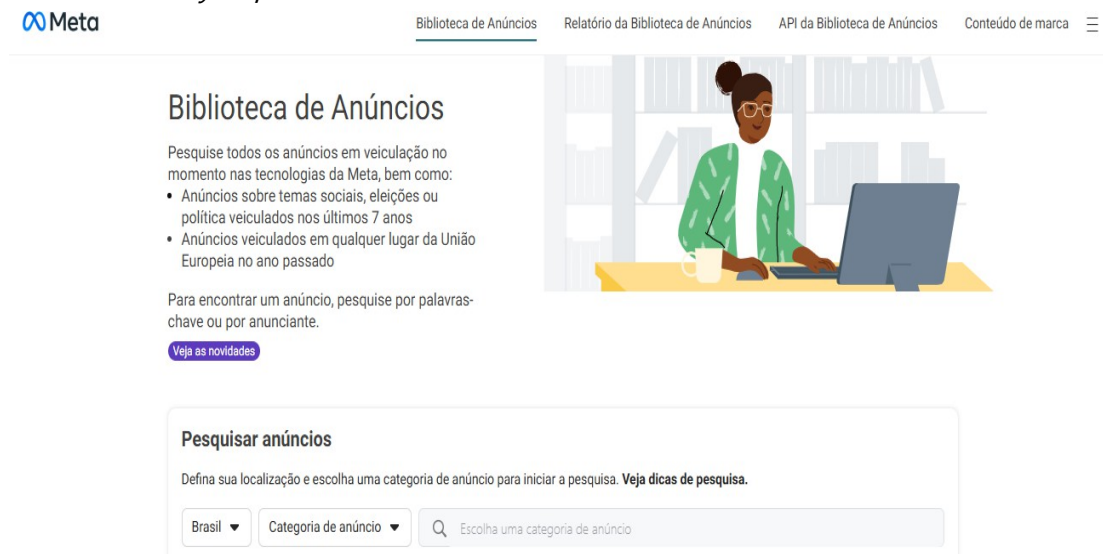 Meta
Biblioteca de Anúncios Relatório da Biblioteca de Anúncios API da Biblioteca de Anúncios Conteúdo de marca
Biblioteca de Anúncios
Pesquise todos os anúncios em veiculação no
momento nas tecnologias da Meta, bem como:
• Anúncios sobre temas sociais, eleições ou
política veiculados nos últimos 7 anos
• Anúncios veiculados em qualquer lugar da União
Europeia no ano passado
Para encontrar um anúncio, pesquise por palavras-
chave ou por anunciante.
Veja as novidades
Pesquisar anúncios
Defina sua localização e escolha uma categoria de anúncio para iniciar a pesquisa. Veja dicas de pesquisa.
Brasil Categoria de anúncio Escolha uma categoria de anúncio